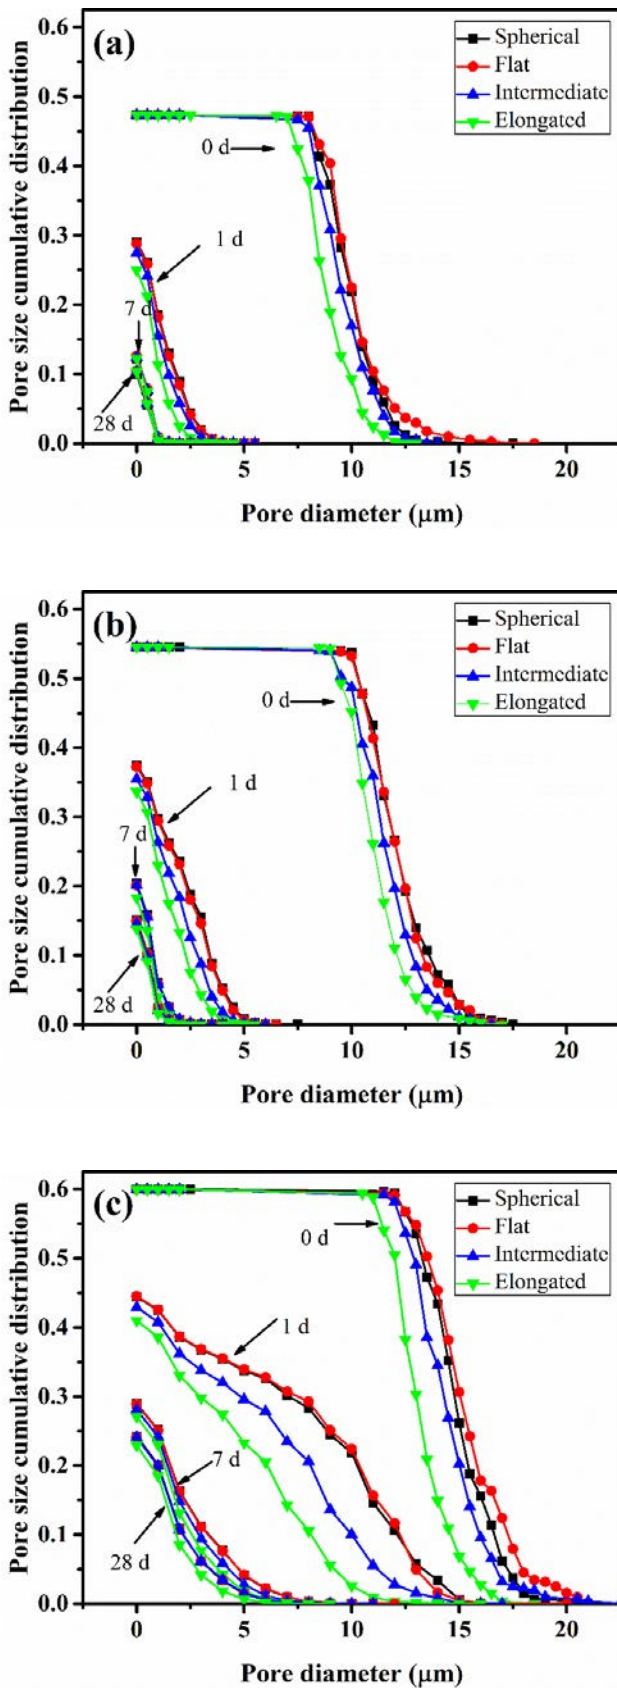 (a)
Spherical
Flat
Intermediate
Elongated
0 d
1 d
7 d
28 d
Pore size cumulative distribution
0.6
0.5
0.4
0.3
0.2
0.1
0.0
0 5 10 15 20
Pore diameter (μm)
(b)
Spherical
Flat
Intermediate
Elongated
0 d
1 d
7 d
28 d
Pore size cumulative distribution
0.6
0.5
0.4
0.3
0.2
0.1
0.0
0 5 10 15 20
Pore diameter (μm)
(c)
Spherical
Flat
Intermediate
Elongated
0 d
1 d
7 d
28 d
Pore size cumulative distribution
0.6
0.5
0.4
0.3
0.2
0.1
0.0
0 5 10 15 20
Pore diameter (μm)